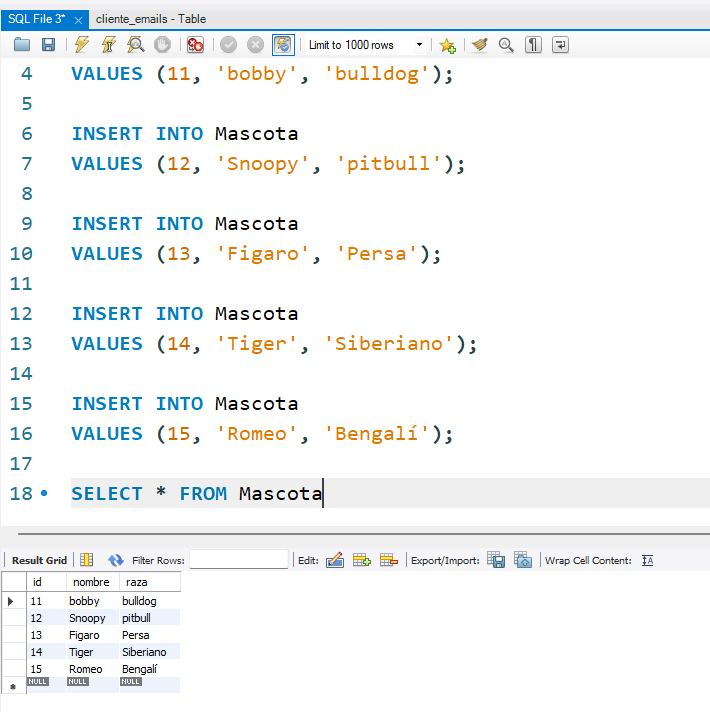 SQL File 3* × cliente_emails - Table
Limit to 1000 rows
4 VALUES (11, 'bobby', 'bulldog');
5
6 INSERT INTO Mascota
7 VALUES (12, 'Snoopy', 'pitbull');
8
9 INSERT INTO Mascota
10 VALUES (13, 'Figaro', 'Persa');
11
12 INSERT INTO Mascota
13 VALUES (14, 'Tiger', 'Siberiano');
14
15 INSERT INTO Mascota
16 VALUES (15, 'Romeo', 'Bengalí');
17
18 SELECT * FROM Mascota
Result Grid Filter Rows: Edit: Export/Import: Wrap Cell Content: IA
id nombre raza
11 bobby bulldog
12 Snoopy pitbull
13 Figaro Persa
14 Tiger Siberiano
15 Romeo Bengalí
NULL NULL NULL